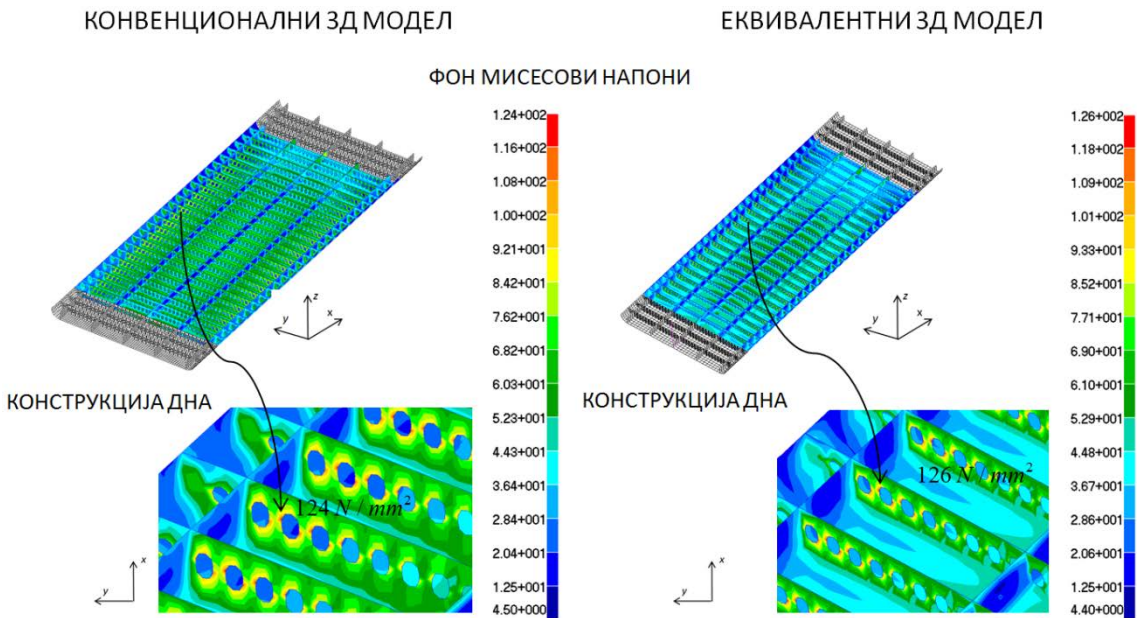 КОНВЕНЦИОНАЛНИ 3Д МОДЕЛ
ЕКВИВАЛЕНТНИ 3Д МОДЕЛ
ФОН МИСЕСОВИ НАПОНИ
1.24+002
1.16+002
1.08+002
1.00+002
9.21+001
8.42+001
7.62+001
6.82+001
6.03+001
5.23+001
4.43+001
3.64+001
2.84+001
2.04+001
1.25+001
4.50+000
z
y
x
КОНСТРУКЦИЈА ДНА
124 N / mm²
x
y
1.26+002
1.18+002
1.09+002
1.01+002
9.33+001
8.52+001
7.71+001
6.90+001
6.10+001
5.29+001
4.48+001
3.67+001
2.86+001
2.06+001
1.25+001
4.40+000
z
y
x
КОНСТРУКЦИЈА ДНА
126 N / mm²
x
y